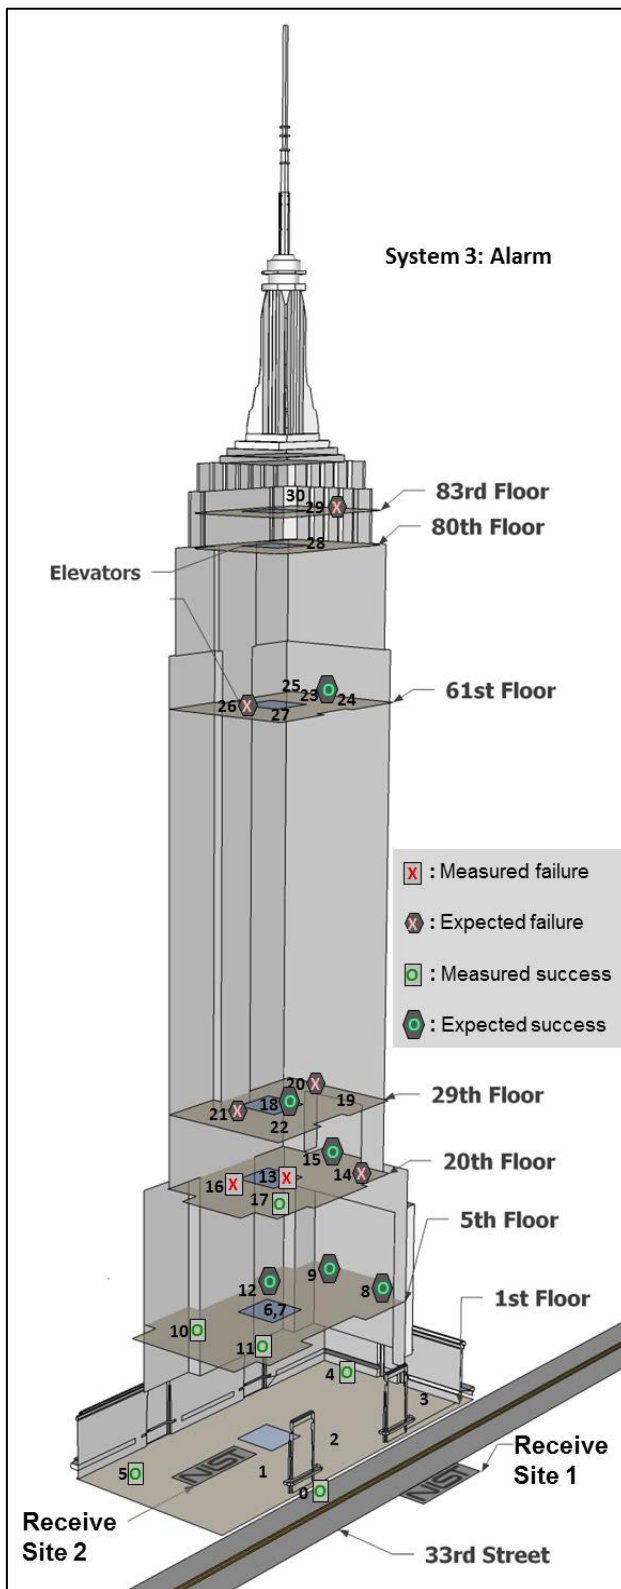 System 3: Alarm
30
29 X
83rd Floor
28
80th Floor
Elevators
25
23 O
24
61st Floor
26 X
27
X : Measured failure
X : Expected failure
O : Measured success
O : Expected success
20 X
19
18 O
29th Floor
21 X
22
15 O
14 X
20th Floor
13 X
16 X
17 O
5th Floor
9 O
8 O
12 O
6,7
1st Floor
10 O
11 O
4 O
3
2
1
5 O
0 O
NIST
NIST
Receive
Site 1
Receive
Site 2
33rd Street